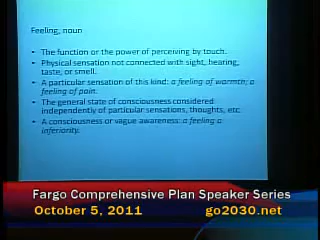 Feeling, noun
• The function or the power of perceiving by touch.
• Physical sensation not connected with sight, hearing,
taste, or smell.
• A particular sensation of this kind: a feeling of warmth; a
feeling of pain.
• The general state of consciousness considered
independently of particular sensations, thoughts, etc.
• A consciousness or vague awareness: a feeling o
inferiority.
Fargo Comprehensive Plan Speaker Series
October 5, 2011 go2030.net